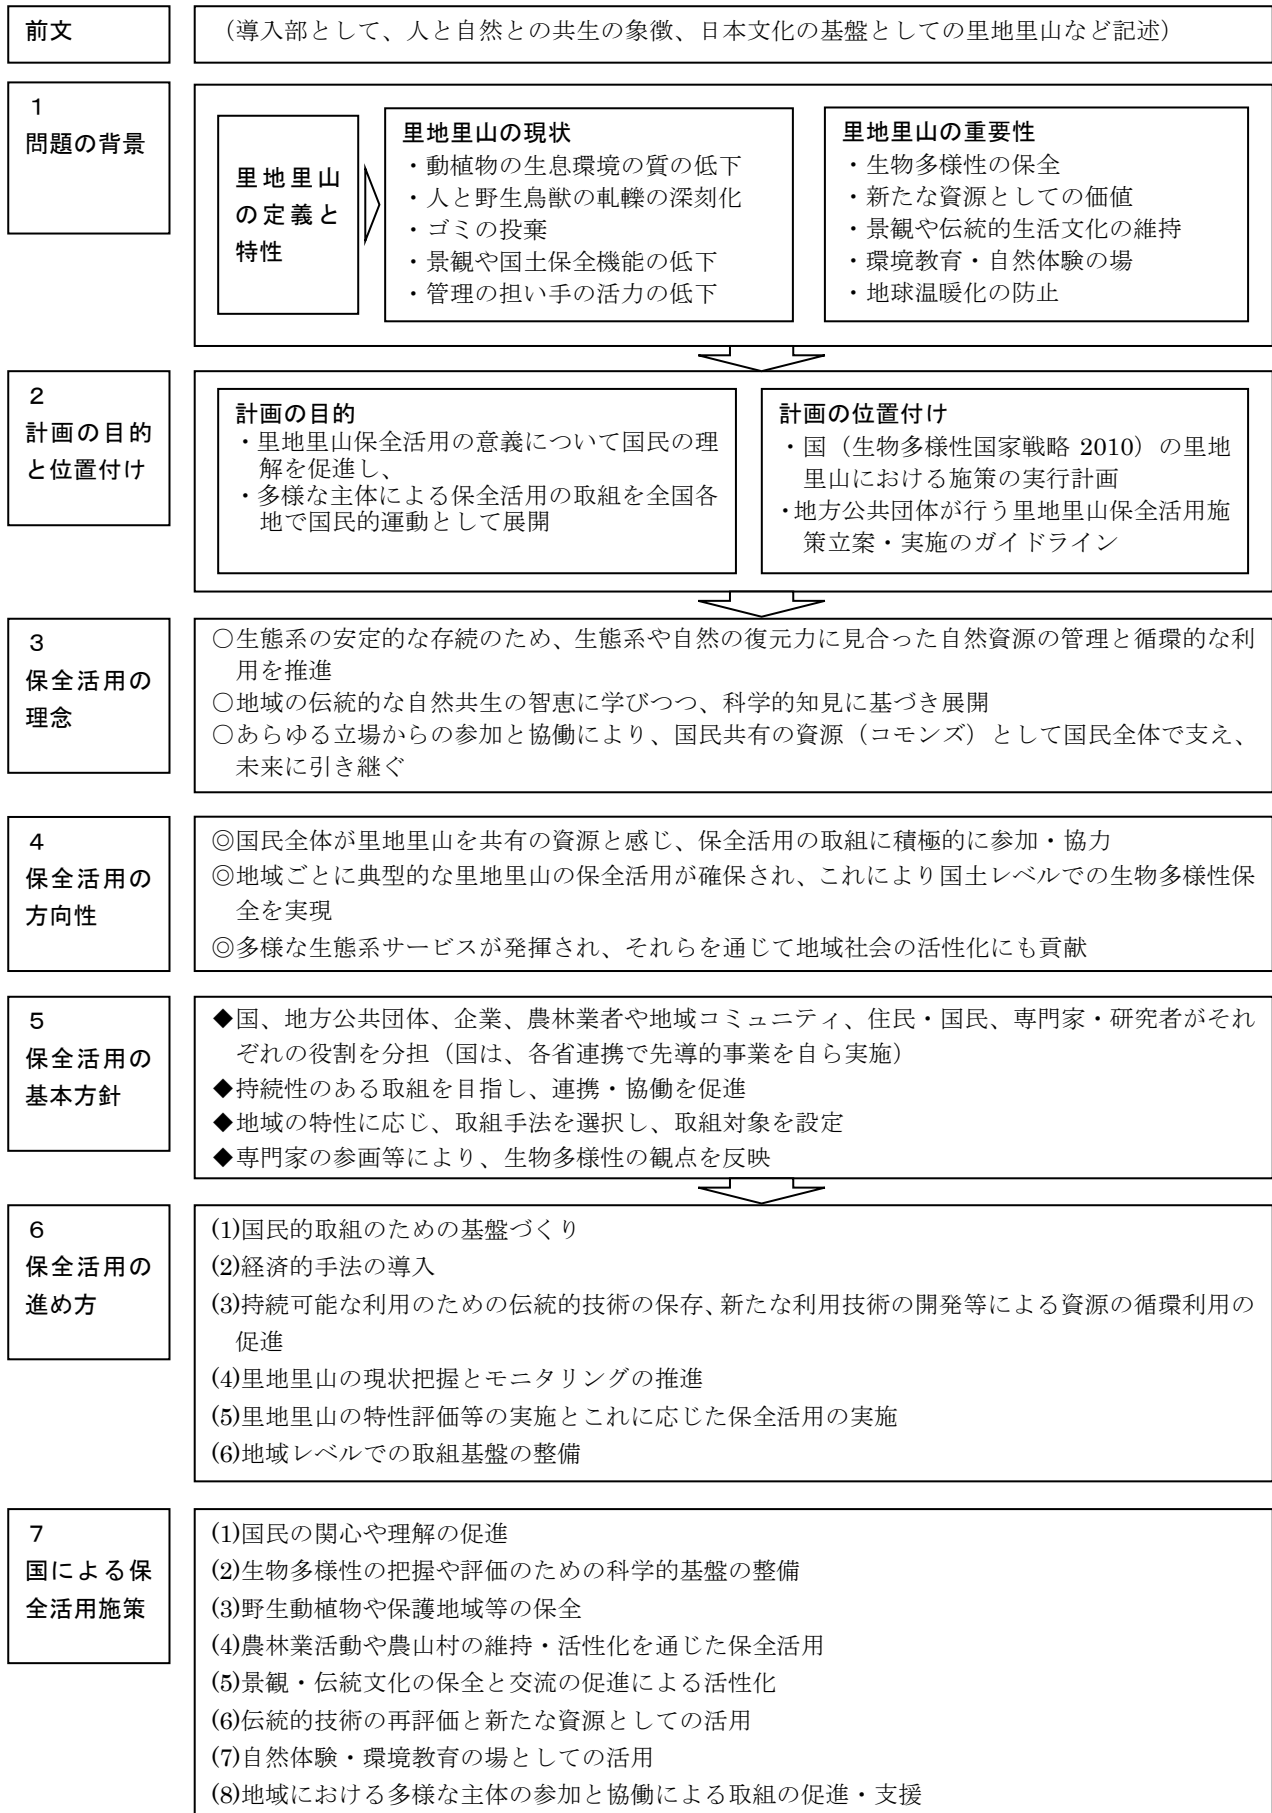 前文
（導入部として、人と自然との共生の象徴、日本文化の基盤としての里地里山など記述）
１
問題の背景
里地里山
の定義と
特性
里地里山の現状
・動植物の生息環境の質の低下
・人と野生鳥獣の軋轢の深刻化
・ゴミの投棄
・景観や国土保全機能の低下
・管理の担い手の活力の低下
里地里山の重要性
・生物多様性の保全
・新たな資源としての価値
・景観や伝統的生活文化の維持
・環境教育・自然体験の場
・地球温暖化の防止
２
計画の目的
と位置付け
計画の目的
・里地里山保全活用の意義について国民の理
解を促進し、
・多様な主体による保全活用の取組を全国各
地で国民的運動として展開
計画の位置付け
・国（生物多様性国家戦略 2010）の里地
里山における施策の実行計画
・地方公共団体が行う里地里山保全活用施
策立案・実施のガイドライン
３
保全活用の
理念
○生態系の安定的な存続のため、生態系や自然の復元力に見合った自然資源の管理と循環的な利
用を推進
○地域の伝統的な自然共生の智恵に学びつつ、科学的知見に基づき展開
○あらゆる立場からの参加と協働により、国民共有の資源（コモンズ）として国民全体で支え、
未来に引き継ぐ
４
保全活用の
方向性
◎国民全体が里地里山を共有の資源と感じ、保全活用の取組に積極的に参加・協力
◎地域ごとに典型的な里地里山の保全活用が確保され、これにより国土レベルでの生物多様性保
全を実現
◎多様な生態系サービスが発揮され、それらを通じて地域社会の活性化にも貢献
５
保全活用の
基本方針
◆国、地方公共団体、企業、農林業者や地域コミュニティ、住民・国民、専門家・研究者がそれ
ぞれの役割を分担（国は、各省連携で先導的事業を自ら実施）
◆持続性のある取組を目指し、連携・協働を促進
◆地域の特性に応じ、取組手法を選択し、取組対象を設定
◆専門家の参画等により、生物多様性の観点を反映
６
保全活用の
進め方
(1)国民的取組のための基盤づくり
(2)経済的手法の導入
(3)持続可能な利用のための伝統的技術の保存、新たな利用技術の開発等による資源の循環利用の
促進
(4)里地里山の現状把握とモニタリングの推進
(5)里地里山の特性評価等の実施とこれに応じた保全活用の実施
(6)地域レベルでの取組基盤の整備
７
国による保
全活用施策
(1)国民の関心や理解の促進
(2)生物多様性の把握や評価のための科学的基盤の整備
(3)野生動植物や保護地域等の保全
(4)農林業活動や農山村の維持・活性化を通じた保全活用
(5)景観・伝統文化の保全と交流の促進による活性化
(6)伝統的技術の再評価と新たな資源としての活用
(7)自然体験・環境教育の場としての活用
(8)地域における多様な主体の参加と協働による取組の促進・支援